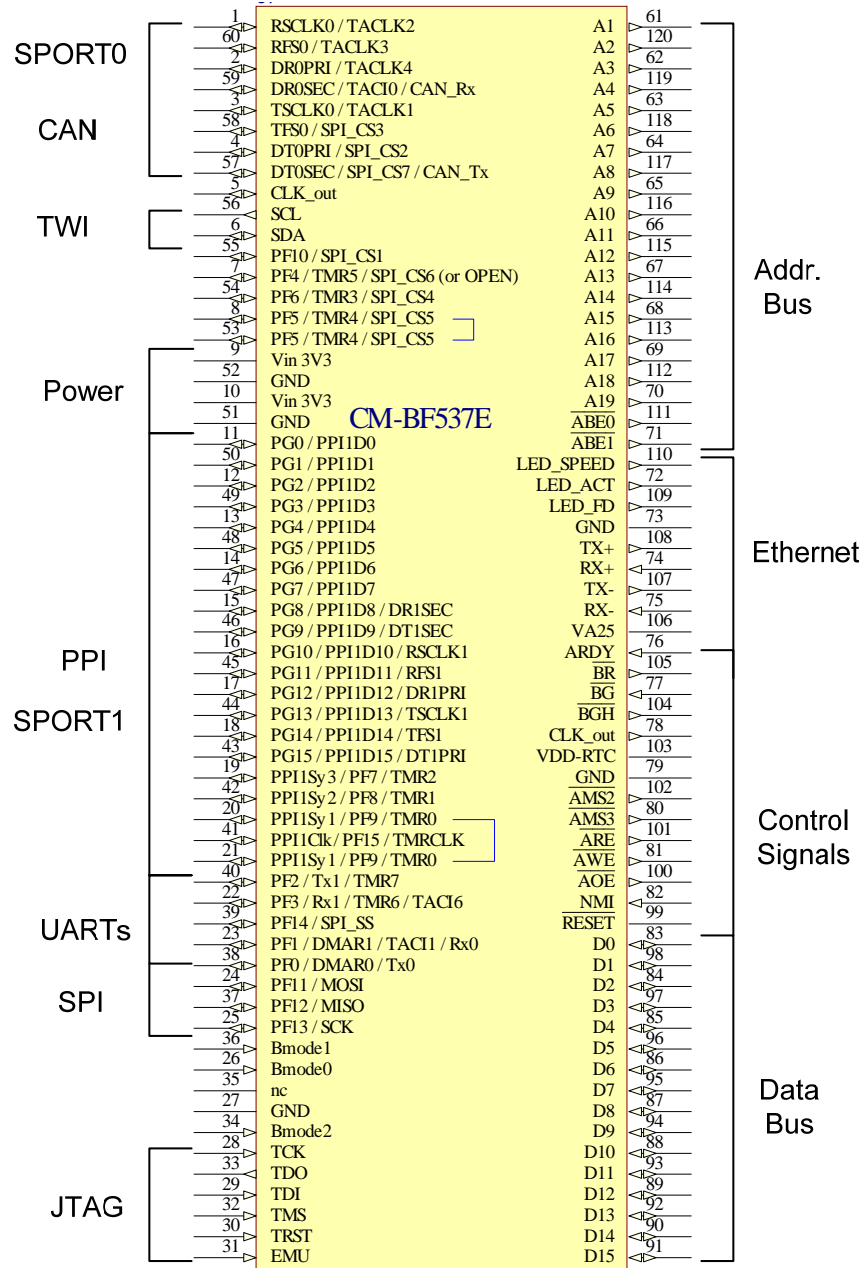 SPORT0
CAN
TWI
Power
PPI
SPORT1
UARTs
SPI
JTAG
1 RSCLK0 / TACLK2
60 RFS0 / TACLK3
2 DR0PRI / TACLK4
59 DR0SEC / TACI0 / CAN_Rx
3 TSCLK0 / TACLK1
58 TFS0 / SPI_CS3
4 DT0PRI / SPI_CS2
57 DT0SEC / SPI_CS7 / CAN_Tx
5 CLK_out
56 SCL
6 SDA
55 PF10 / SPI_CS1
7 PF4 / TMR5 / SPI_CS6 (or OPEN)
54 PF6 / TMR3 / SPI_CS4
8 PF5 / TMR4 / SPI_CS5
53 PF5 / TMR4 / SPI_CS5
9 Vin 3V3
52 GND
10 Vin 3V3
51 GND
11 PG0 / PPI1D0
50 PG1 / PPI1D1
12 PG2 / PPI1D2
49 PG3 / PPI1D3
13 PG4 / PPI1D4
48 PG5 / PPI1D5
14 PG6 / PPI1D6
47 PG7 / PPI1D7
15 PG8 / PPI1D8 / DR1SEC
46 PG9 / PPI1D9 / DT1SEC
16 PG10 / PPI1D10 / RSCLK1
45 PG11 / PPI1D11 / RFS1
17 PG12 / PPI1D12 / DR1PRI
44 PG13 / PPI1D13 / TSCLK1
18 PG14 / PPI1D14 / TFS1
43 PG15 / PPI1D15 / DT1PRI
19 PPI1Sy3 / PF7 / TMR2
42 PPI1Sy2 / PF8 / TMR1
20 PPI1Sy1 / PF9 / TMR0
41 PPI1Clk / PF15 / TMRCLK
21 PPI1Sy1 / PF9 / TMR0
40 PF2 / Tx1 / TMR7
22 PF3 / Rx1 / TMR6 / TACI6
39 PF14 / SPI_SS
23 PF1 / DMAR1 / TACI1 / Rx0
38 PF0 / DMAR0 / Tx0
24 PF11 / MOSI
37 PF12 / MISO
25 PF13 / SCK
36 Bmode1
26 Bmode0
35 nc
27 GND
34 Bmode2
28 TCK
33 TDO
29 TDI
32 TMS
30 TRST
31 EMU
CM-BF537E
A1 61
A2 120
A3 62
A4 119
A5 63
A6 118
A7 64
A8 117
A9 65
A10 116
A11 66
A12 115
A13 67
A14 114
A15 68
A16 113
A17 69
A18 112
A19 70
ABE0 111
ABE1 71
LED_SPEED 110
LED_ACT 72
LED_FD 109
GND 73
TX+ 108
RX+ 74
TX- 107
RX- 75
VA25 106
ARDY 76
BR 105
BG 77
BGH 104
CLK_out 78
VDD-RTC 103
GND 79
AMS2 102
AMS3 80
ARE 101
AWE 81
AOE 100
NMI 82
RESET 99
D0 83
D1 98
D2 84
D3 97
D4 85
D5 96
D6 86
D7 95
D8 87
D9 94
D10 88
D11 93
D12 89
D13 92
D14 90
D15 91
Addr.
Bus
Ethernet
Control
Signals
Data
Bus